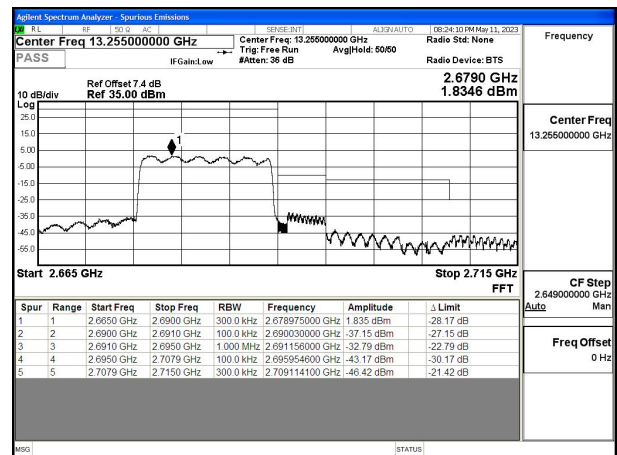 Agilent Spectrum Analyzer - Spurious Emissions
RL RF 50 Ω AC SENSE:INT ALIGN AUTO 08:24:10 PM May 11, 2023
Center Freq 13.255000000 GHz Center Freq: 13.255000000 GHz Radio Std: None Frequency
Trig: Free Run Avg|Hold: 50/50
PASS IFGain:Low #Atten: 36 dB Radio Device: BTS
2.6790 GHz
Ref Offset 7.4 dB
10 dB/div Ref 35.00 dBm 1.8346 dBm
Log
25.0
Center Freq
13.255000000 GHz
15.0
1
5.00
-5.00
-15.0
-25.0
-35.0
-45.0
-55.0
Start 2.665 GHz Stop 2.715 GHz
FFT
CF Step
2.649000000 GHz
Auto Man
Spur Range Start Freq Stop Freq RBW Frequency Amplitude Δ Limit
1 1 2.6650 GHz 2.6900 GHz 300.0 kHz 2.678975000 GHz 1.835 dBm -28.17 dB
2 2 2.6900 GHz 2.6910 GHz 100.0 kHz 2.690030000 GHz -37.15 dBm -27.15 dB
3 3 2.6910 GHz 2.6950 GHz 1.000 MHz 2.691156000 GHz -32.79 dBm -22.79 dB
4 4 2.6950 GHz 2.7079 GHz 100.0 kHz 2.695954600 GHz -43.17 dBm -30.17 dB
5 5 2.7079 GHz 2.7150 GHz 300.0 kHz 2.709114100 GHz -46.42 dBm -21.42 dB
Freq Offset
0 Hz
MSG STATUS